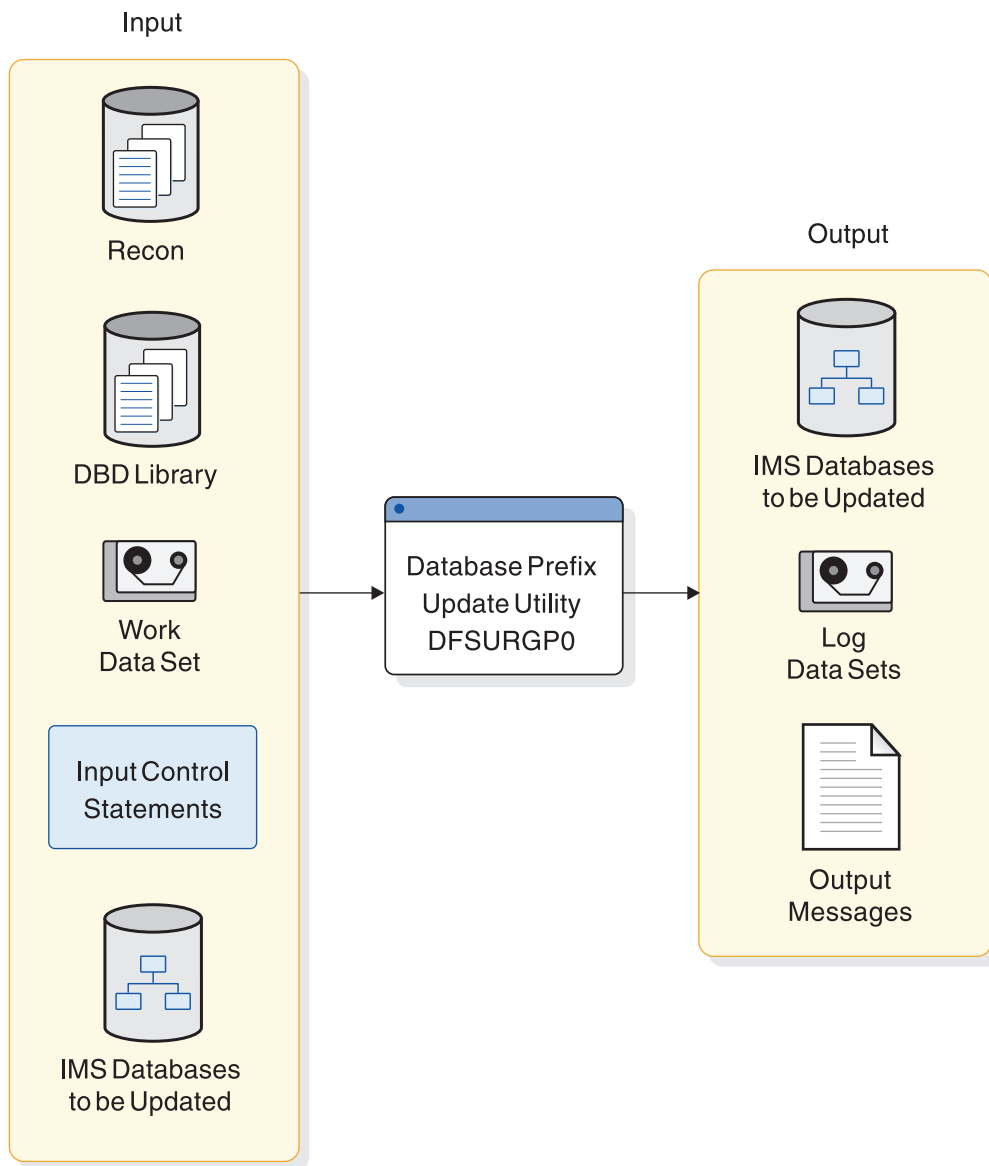 Input
Recon
DBD Library
Work
Data Set
Input Control
Statements
IMS Databases
to be Updated
Database Prefix
Update Utility
DFSURGP0
Output
IMS Databases
to be Updated
Log
Data Sets
Output
Messages